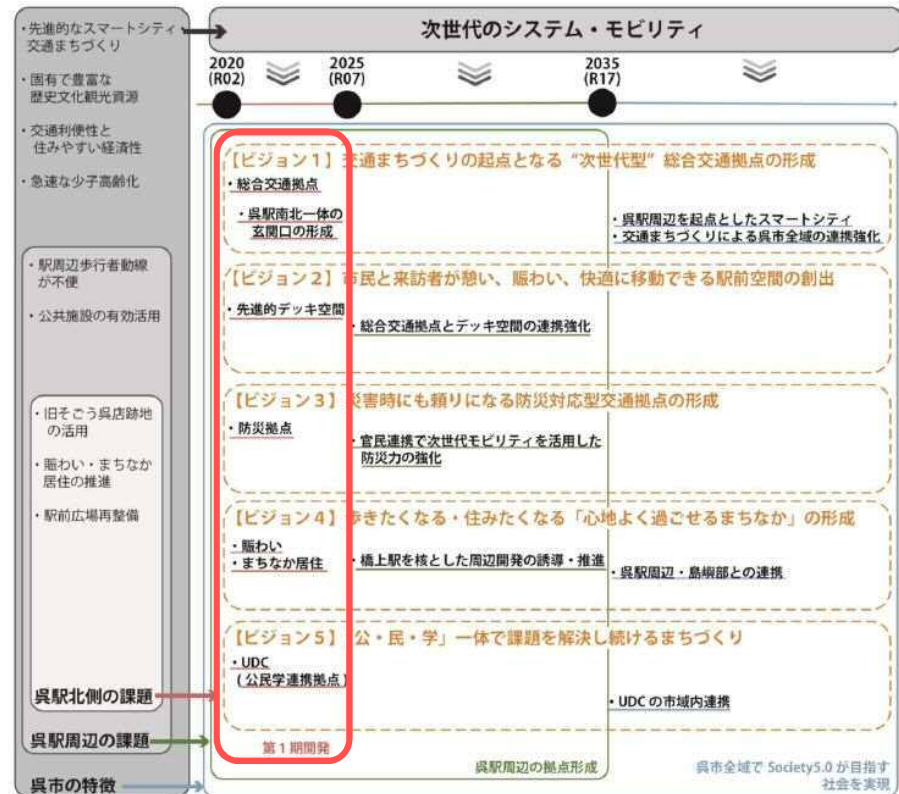 ・先進的なスマートシティ
交通まちづくり
・固有で豊富な
歴史文化観光資源
・交通利便性と
住みやすい経済性
・急速な少子高齢化
・駅周辺歩行者動線
が不便
・公共施設の有効活用
・旧そごう呉店跡地
の活用
・賑わい・まちなか
居住の推進
・駅前広場再整備
呉駅北側の課題
呉駅周辺の課題
呉市の特徴
次世代のシステム・モビリティ
2020
(R02)
2025
(R07)
2035
(R17)
【ビジョン1】交通まちづくりの起点となる“次世代型”総合交通拠点の形成
・総合交通拠点
・呉駅南北一体の
玄関口の形成
・呉駅周辺を起点としたスマートシティ
・交通まちづくりによる呉市全域の連携強化
【ビジョン2】市民と来訪者が憩い、賑わい、快適に移動できる駅前空間の創出
・先進的デッキ空間
・総合交通拠点とデッキ空間の連携強化
【ビジョン3】災害時にも頼りになる防災対応型交通拠点の形成
・防災拠点
・官民連携で次世代モビリティを活用した
防災力の強化
【ビジョン4】歩きたくなる・住みたくなる「心地よく過ごせるまちなか」の形成
・賑わい
・まちなか居住
・橋上駅を核とした周辺開発の誘導・推進
・呉駅周辺・島嶼部との連携
【ビジョン5】「公・民・学」一体で課題を解決し続けるまちづくり
・UDC
(公民学連携拠点)
・UDCの市域内連携
第1期開発
呉駅周辺の拠点形成
呉市全域でSociety5.0が目指す
社会を実現